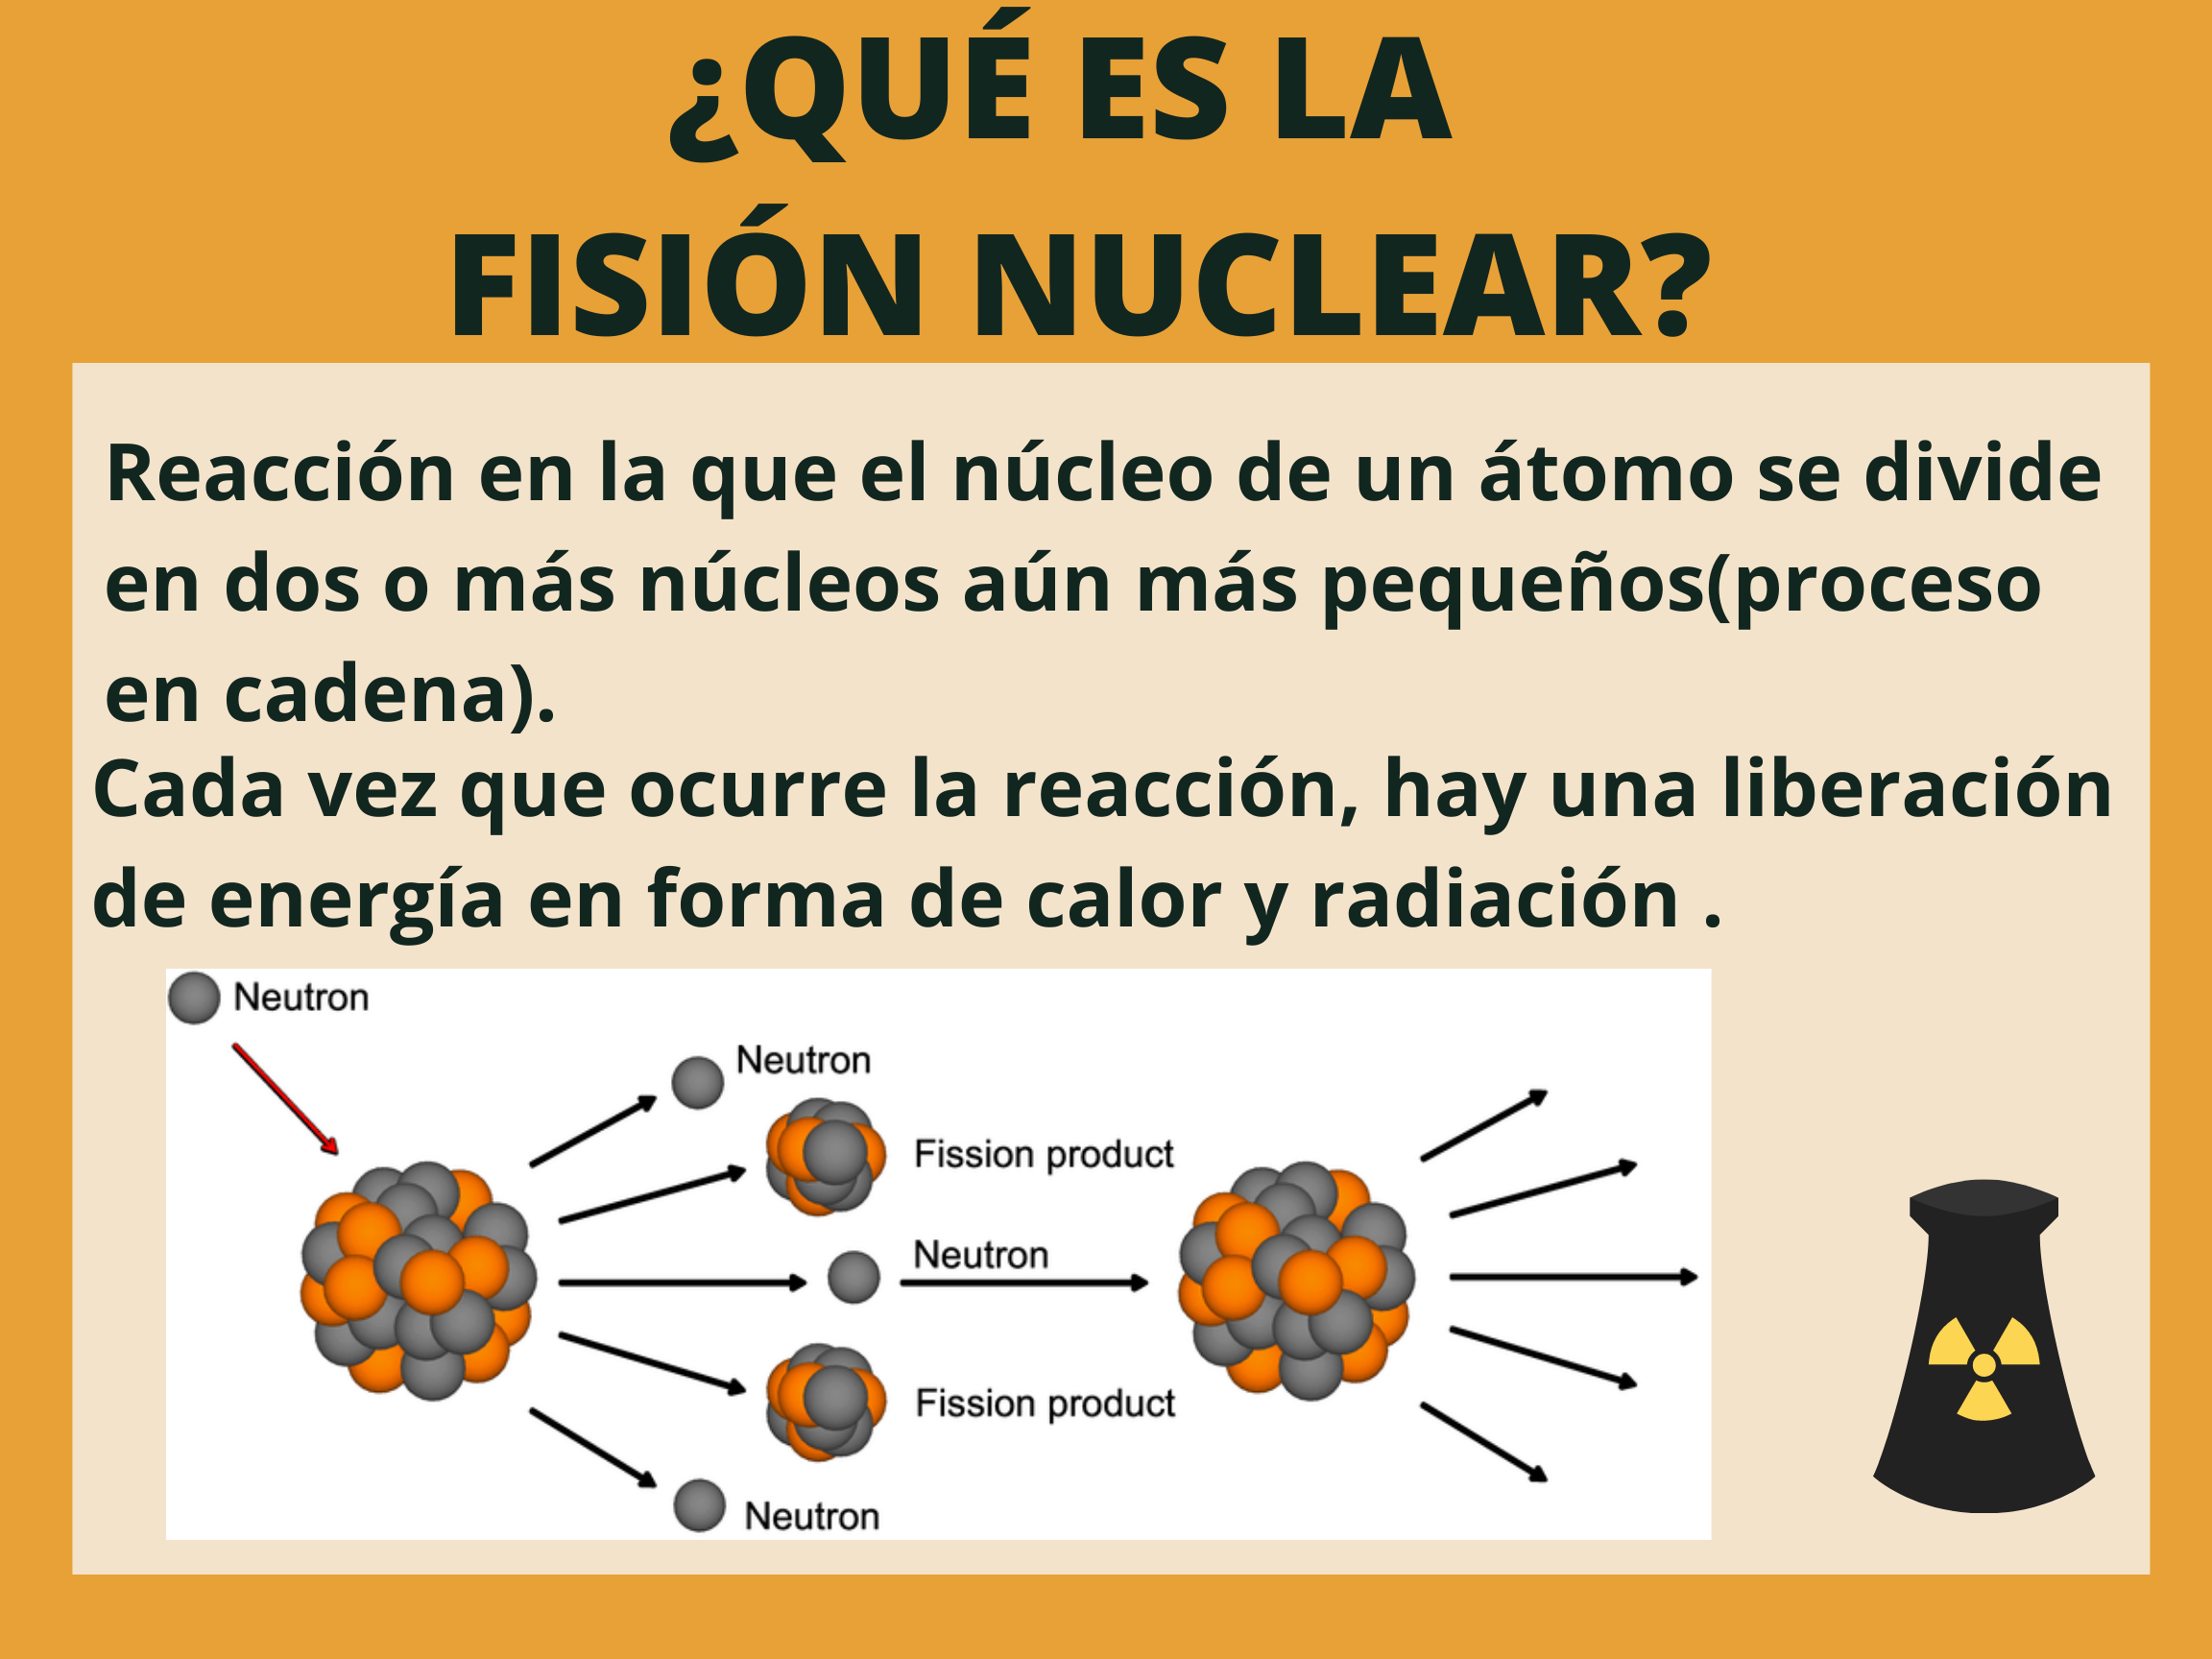 ¿QUÉ ES LA
FISIÓN NUCLEAR?
Reacción en la que el núcleo de un átomo se divide
en dos o más núcleos aún más pequeños(proceso
en cadena).
Cada vez que ocurre la reacción, hay una liberación
de energía en forma de calor y radiación .
Neutron
Neutron
Fission product
Neutron
Fission product
Neutron